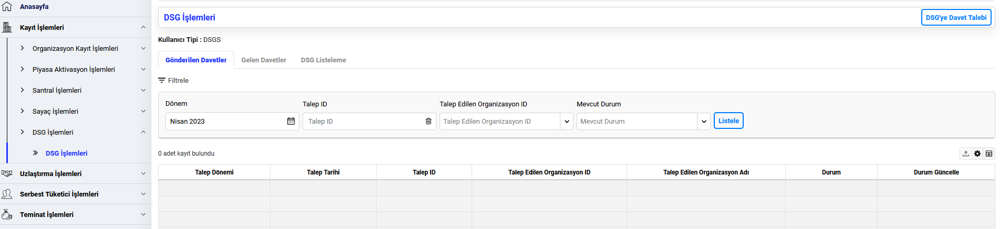 Anasayfa
Kayıt İşlemleri
Organizasyon Kayıt İşlemleri
Piyasa Aktivasyon İşlemleri
Santral İşlemleri
Sayaç İşlemleri
DSG İşlemleri
DSG İşlemleri
Uzlaştırma İşlemleri
Serbest Tüketici İşlemleri
Teminat İşlemleri
DSG İşlemleri
DSG'ye Davet Talebi
Kullanıcı Tipi : DSGS
Gönderilen Davetler Gelen Davetler DSG Listeleme
Filtrele
Dönem Talep ID Talep Edilen Organizasyon ID Mevcut Durum
Nisan 2023 Talep ID Talep Edilen Organizasyon ID Mevcut Durum Listele
0 adet kayıt bulundu
Talep Dönemi Talep Tarihi Talep ID Talep Edilen Organizasyon ID Talep Edilen Organizasyon Adı Durum Durum Güncelle